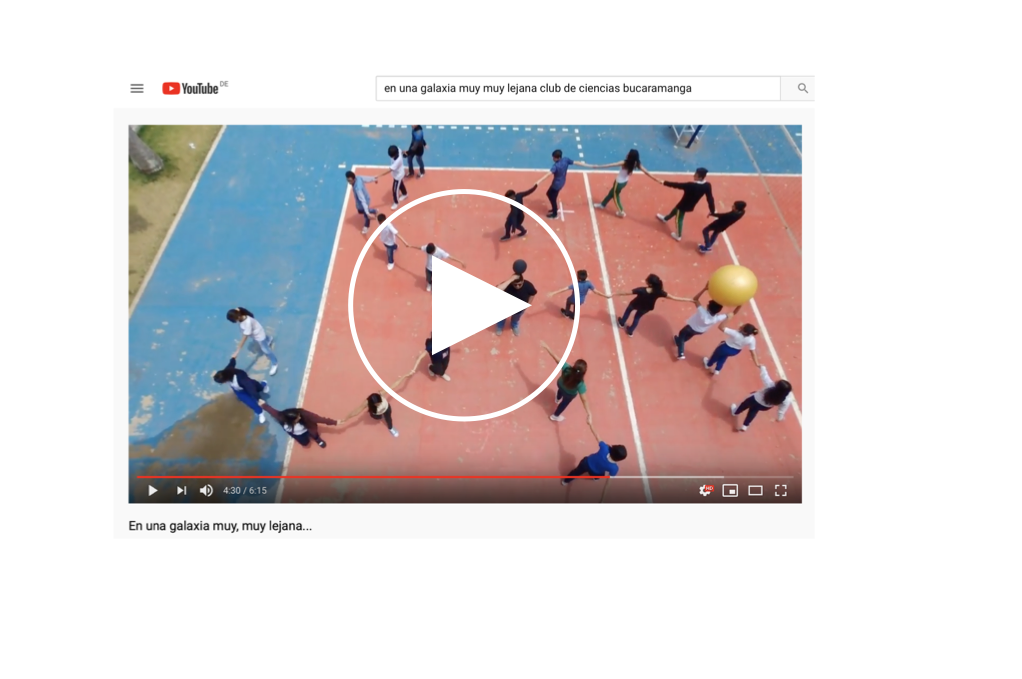 YouTube DE
en una galaxia muy muy lejana club de ciencias bucaramanga
4:30 / 6:15
HD
En una galaxia muy, muy lejana...